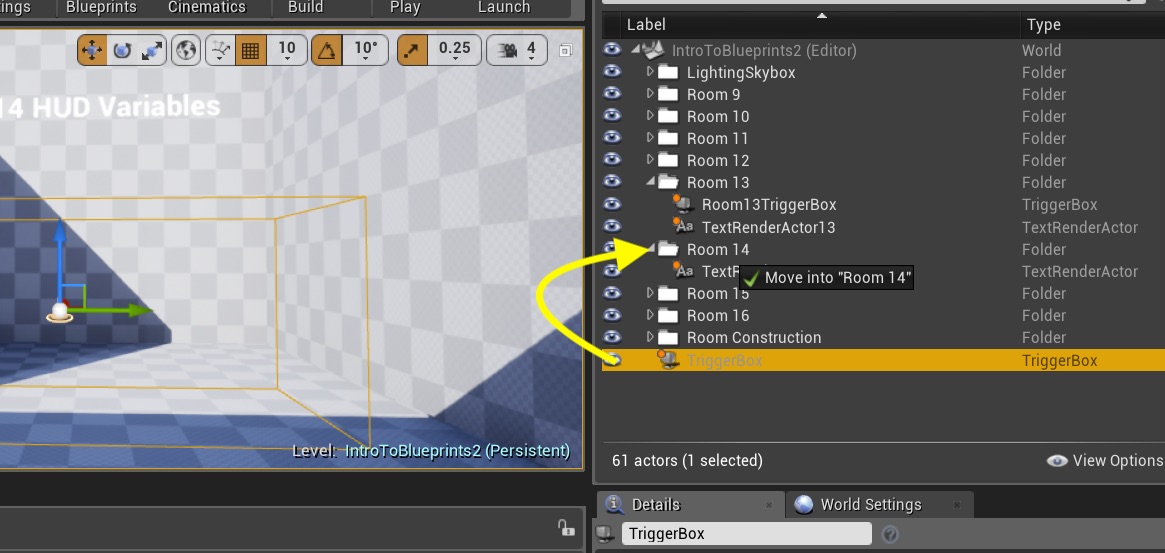 ings Blueprints Cinematics Build Play Launch
10 10° 0.25 4
14 HUD Variables
Level: IntroToBlueprints2 (Persistent)
Label Type
IntroToBlueprints2 (Editor) World
LightingSkybox Folder
Room 9 Folder
Room 10 Folder
Room 11 Folder
Room 12 Folder
Room 13 Folder
Room13TriggerBox TriggerBox
Aa TextRenderActor13 TextRenderActor
Room 14 Folder
Aa TextR TextRenderActor
Move into "Room 14"
Room 15 Folder
Room 16 Folder
Room Construction Folder
TriggerBox TriggerBox
61 actors (1 selected) View Options
Details World Settings
TriggerBox